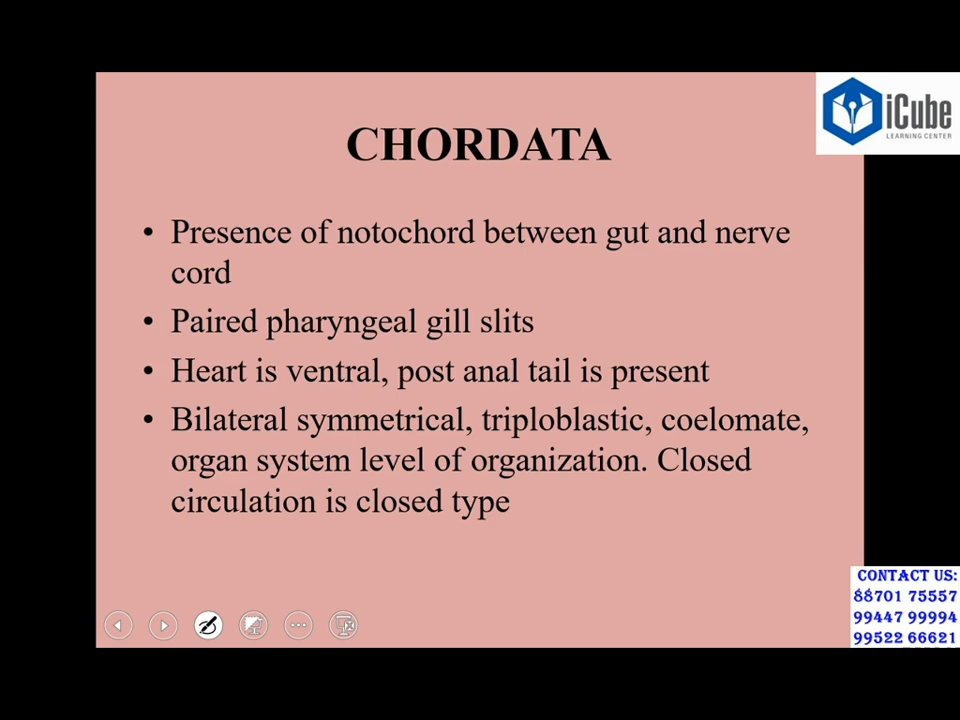 iCube
LEARNING CENTER
CHORDATA
• Presence of notochord between gut and nerve
cord
• Paired pharyngeal gill slits
• Heart is ventral, post anal tail is present
• Bilateral symmetrical, triploblastic, coelomate,
organ system level of organization. Closed
circulation is closed type
CONTACT US:
88701 75557
99447 99994
99522 66621